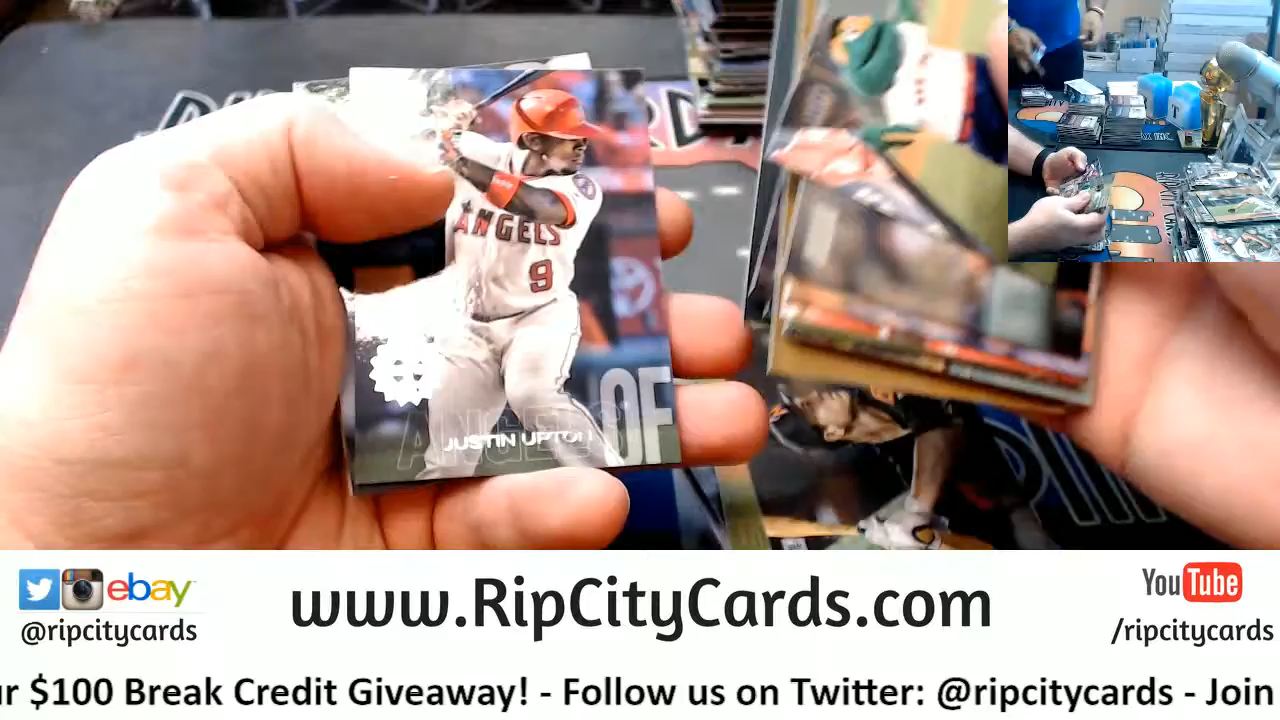 ANGELS
9
ANGELS OF
JUSTIN UPTON
ebay
@ripcitycards
www.RipCityCards.com
YouTube
/ripcitycards
r $100 Break Credit Giveaway! - Follow us on Twitter: @ripcitycards - Join